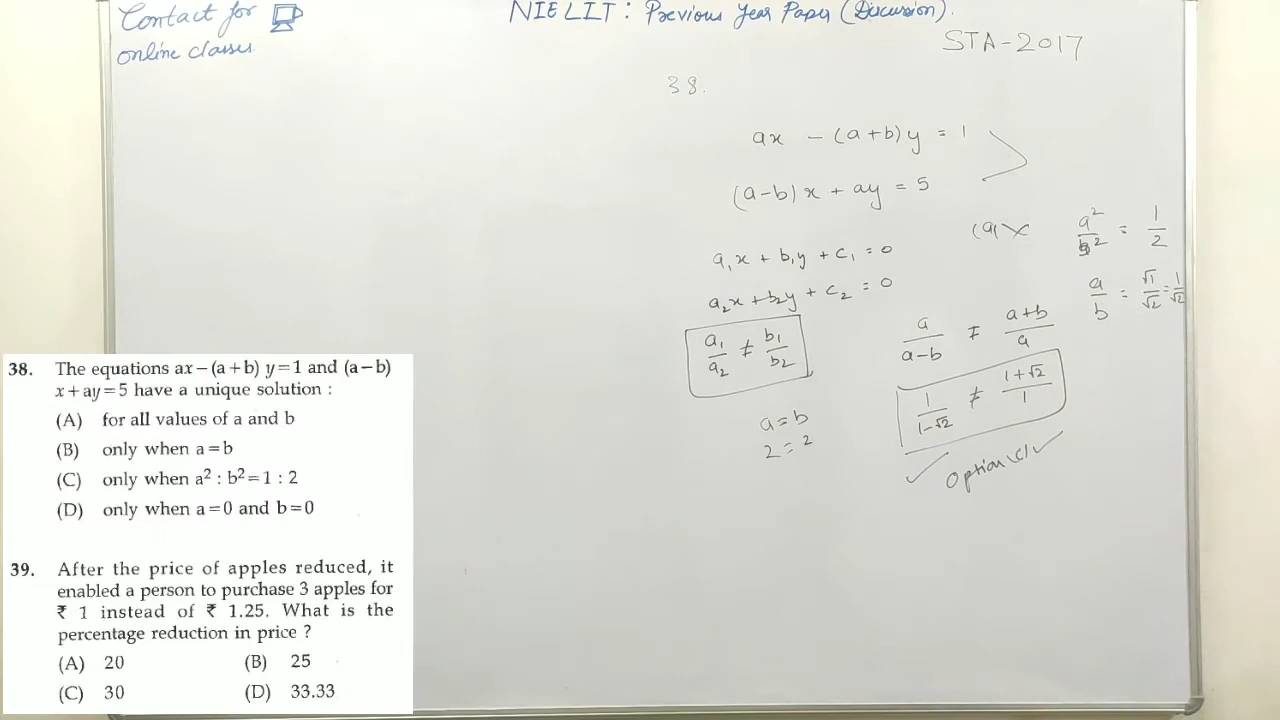 Contact for
online classes.
NIELIT : Previous Year Paper (Discussion).
STA-2017
38.
ax - (a+b)y = 1
(a-b)x + ay = 5
a₁x + b₁y + c₁ = 0
a₂x + b₂y + c₂ = 0
a₁/a₂ ≠ b₁/b₂
a = b
2 = 2
a²/b² = 1/2
a/b = √1/√2 = 1/√2
a/(a-b) ≠ (a+b)/a
1/(1-√2) ≠ (1+√2)/1
✓ option (C) ✓
38. The equations ax−(a+b) y=1 and (a−b)
x+ay=5 have a unique solution :
(A) for all values of a and b
(B) only when a=b
(C) only when a² : b²=1 : 2
(D) only when a=0 and b=0
39. After the price of apples reduced, it
enabled a person to purchase 3 apples for
₹ 1 instead of ₹ 1.25. What is the
percentage reduction in price ?
(A) 20 (B) 25
(C) 30 (D) 33.33